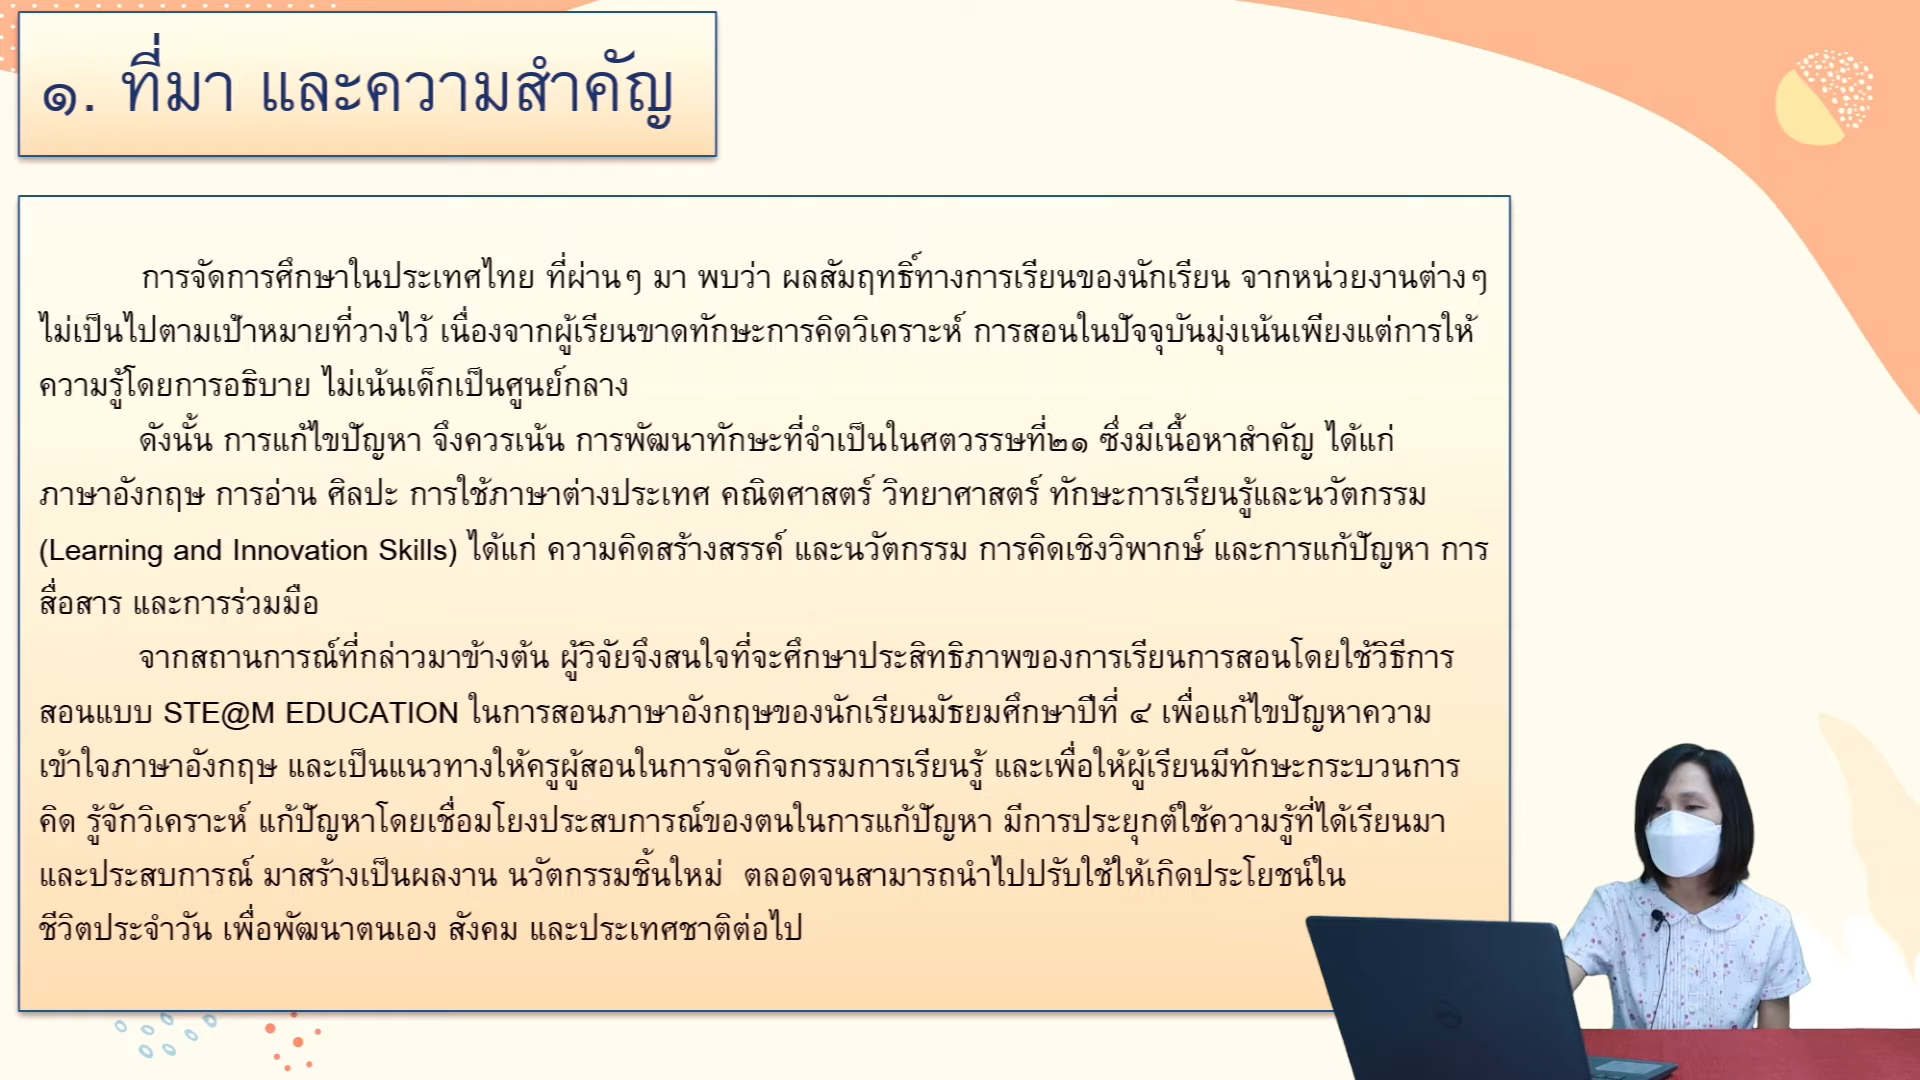 ๑. ที่มา และความสำคัญ
การจัดการศึกษาในประเทศไทย ที่ผ่านๆ มา พบว่า ผลสัมฤทธิ์ทางการเรียนของนักเรียน จากหน่วยงานต่างๆ
ไม่เป็นไปตามเป้าหมายที่วางไว้ เนื่องจากผู้เรียนขาดทักษะการคิดวิเคราะห์ การสอนในปัจจุบันมุ่งเน้นเพียงแต่การให้
ความรู้โดยการอธิบาย ไม่เน้นเด็กเป็นศูนย์กลาง
ดังนั้น การแก้ไขปัญหา จึงควรเน้น การพัฒนาทักษะที่จำเป็นในศตวรรษที่๒๑ ซึ่งมีเนื้อหาสำคัญ ได้แก่
ภาษาอังกฤษ การอ่าน ศิลปะ การใช้ภาษาต่างประเทศ คณิตศาสตร์ วิทยาศาสตร์ ทักษะการเรียนรู้และนวัตกรรม
(Learning and Innovation Skills) ได้แก่ ความคิดสร้างสรรค์ และนวัตกรรม การคิดเชิงวิพากษ์ และการแก้ปัญหา การ
สื่อสาร และการร่วมมือ
จากสถานการณ์ที่กล่าวมาข้างต้น ผู้วิจัยจึงสนใจที่จะศึกษาประสิทธิภาพของการเรียนการสอนโดยใช้วิธีการ
สอนแบบ STE@M EDUCATION ในการสอนภาษาอังกฤษของนักเรียนมัธยมศึกษาปีที่ ๔ เพื่อแก้ไขปัญหาความ
เข้าใจภาษาอังกฤษ และเป็นแนวทางให้ครูผู้สอนในการจัดกิจกรรมการเรียนรู้ และเพื่อให้ผู้เรียนมีทักษะกระบวนการ
คิด รู้จักวิเคราะห์ แก้ปัญหาโดยเชื่อมโยงประสบการณ์ของตนในการแก้ปัญหา มีการประยุกต์ใช้ความรู้ที่ได้เรียนมา
และประสบการณ์ มาสร้างเป็นผลงาน นวัตกรรมชิ้นใหม่ ตลอดจนสามารถนำไปปรับใช้ให้เกิดประโยชน์ใน
ชีวิตประจำวัน เพื่อพัฒนาตนเอง สังคม และประเทศชาติต่อไป